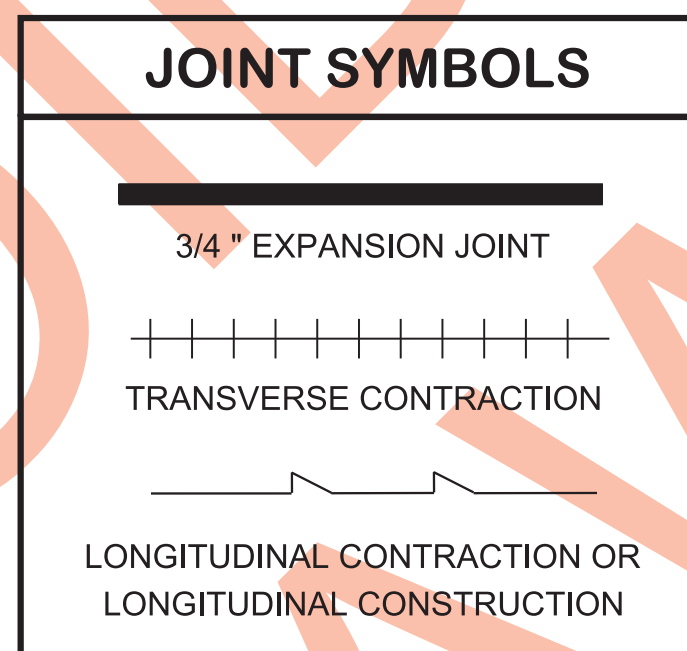 JOINT SYMBOLS
3/4 " EXPANSION JOINT
TRANSVERSE CONTRACTION
LONGITUDINAL CONTRACTION OR
LONGITUDINAL CONSTRUCTION